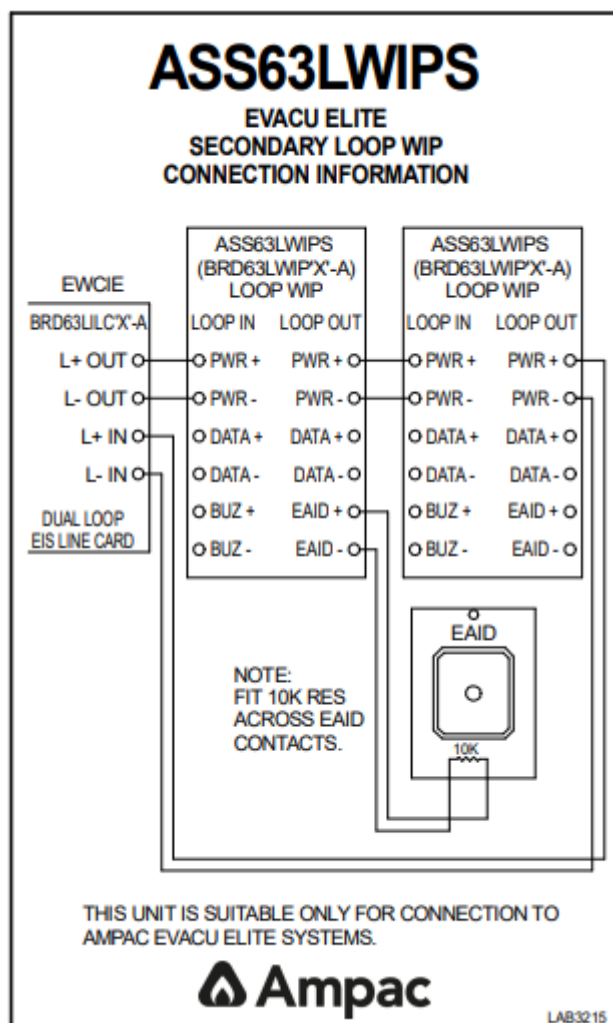 ASS63LWIPS
EVACU ELITE
SECONDARY LOOP WIP
CONNECTION INFORMATION
EWCIE
BRD63LILC'X'-A
L+ OUT
L- OUT
L+ IN
L- IN
DUAL LOOP
EIS LINE CARD
ASS63LWIPS
(BRD63LWIP'X'-A)
LOOP WIP
LOOP IN LOOP OUT
PWR + PWR +
PWR - PWR -
DATA + DATA +
DATA - DATA -
BUZ + EAID +
BUZ - EAID -
ASS63LWIPS
(BRD63LWIP'X'-A)
LOOP WIP
LOOP IN LOOP OUT
PWR + PWR +
PWR - PWR -
DATA + DATA +
DATA - DATA -
BUZ + EAID +
BUZ - EAID -
EAID
10K
NOTE:
FIT 10K RES
ACROSS EAID
CONTACTS.
THIS UNIT IS SUITABLE ONLY FOR CONNECTION TO
AMPAC EVACU ELITE SYSTEMS.
Ampac
LAB3215